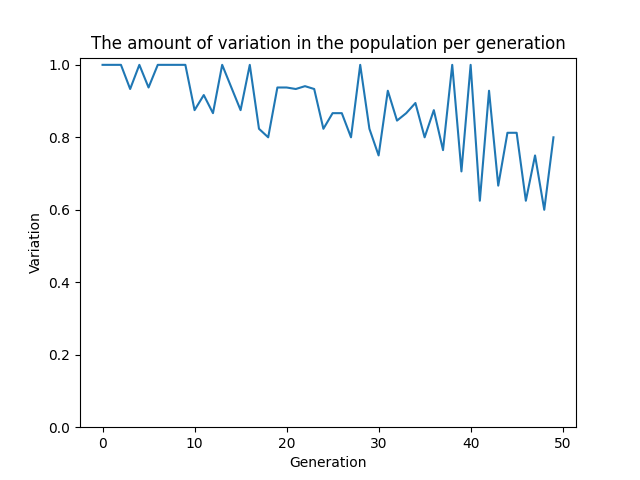 The amount of variation in the population per generation
1.0
0.8
0.6
0.4
0.2
0.0
Variation
0 10 20 30 40 50
Generation